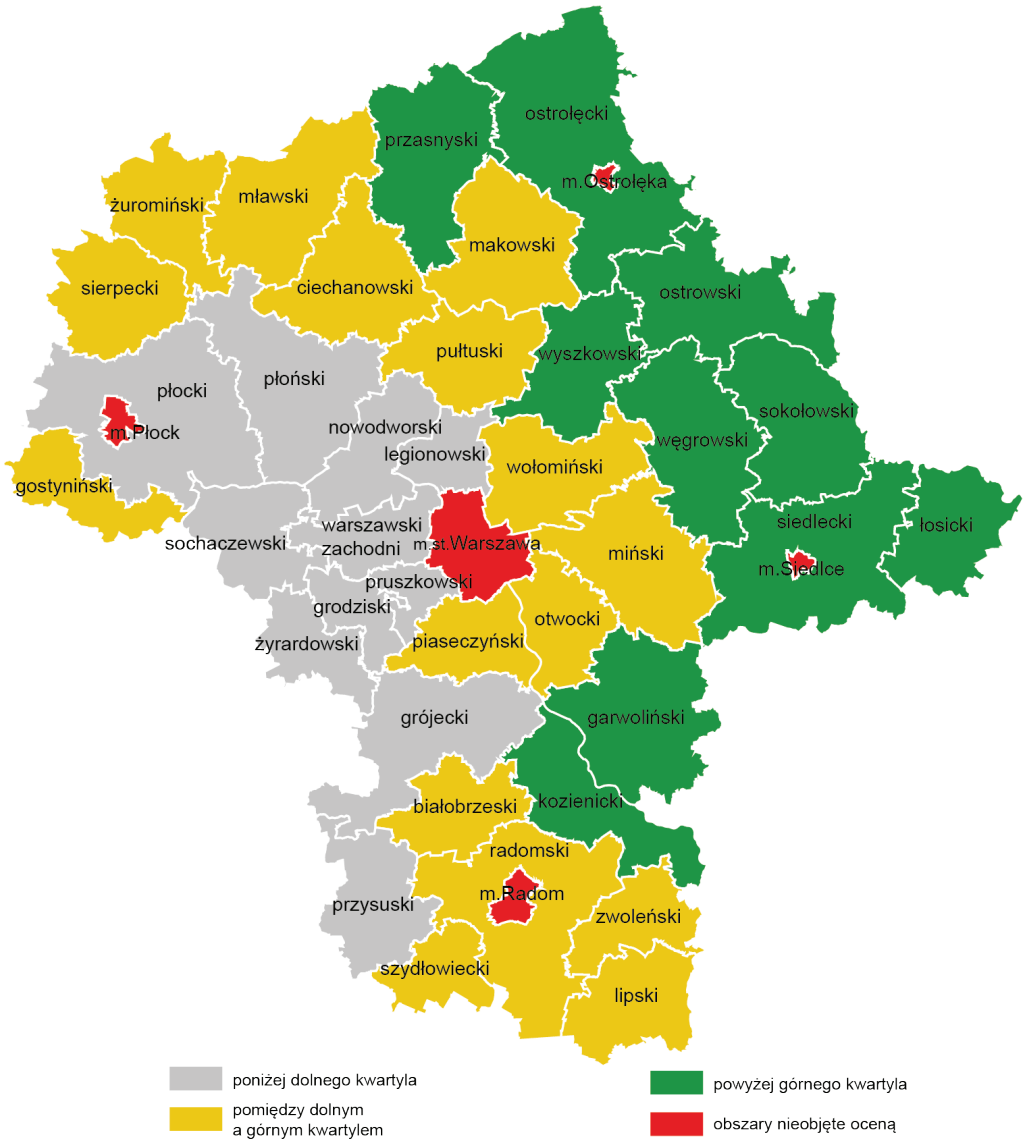 ostrołęcki
przasnyski
m.Ostrołęka
mławski
żuromiński
makowski
sierpecki
ciechanowski
ostrowski
pułtuski
wyszkowski
płocki
płoński
sokołowski
nowodworski
m.Płock
węgrowski
legionowski
wołomiński
gostyniński
siedlecki
łosicki
warszawski
zachodni
sochaczewski
m.st.Warszawa
miński
m.Siedlce
pruszkowski
grodziski
otwocki
żyrardowski
piaseczyński
grójecki
garwoliński
białobrzeski
kozienicki
radomski
m.Radom
przysuski
zwoleński
szydłowiecki
lipski
poniżej dolnego kwartyla
powyżej górnego kwartyla
pomiędzy dolnym
a górnym kwartylem
obszary nieobjęte oceną